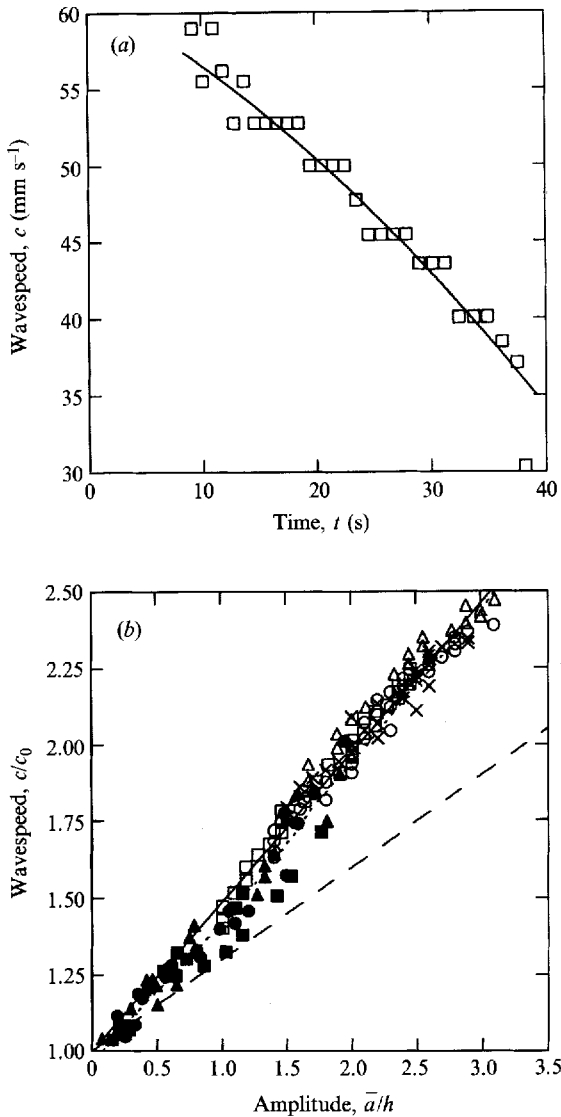 60
55
50
45
40
35
30
(a)
Wavespeed, c (mm s⁻¹)
0 10 20 30 40
Time, t (s)
2.50
2.25
2.00
1.75
1.50
1.25
1.00
(b)
Wavespeed, c/c₀
0 0.5 1.0 1.5 2.0 2.5 3.0 3.5
Amplitude, a̅/h